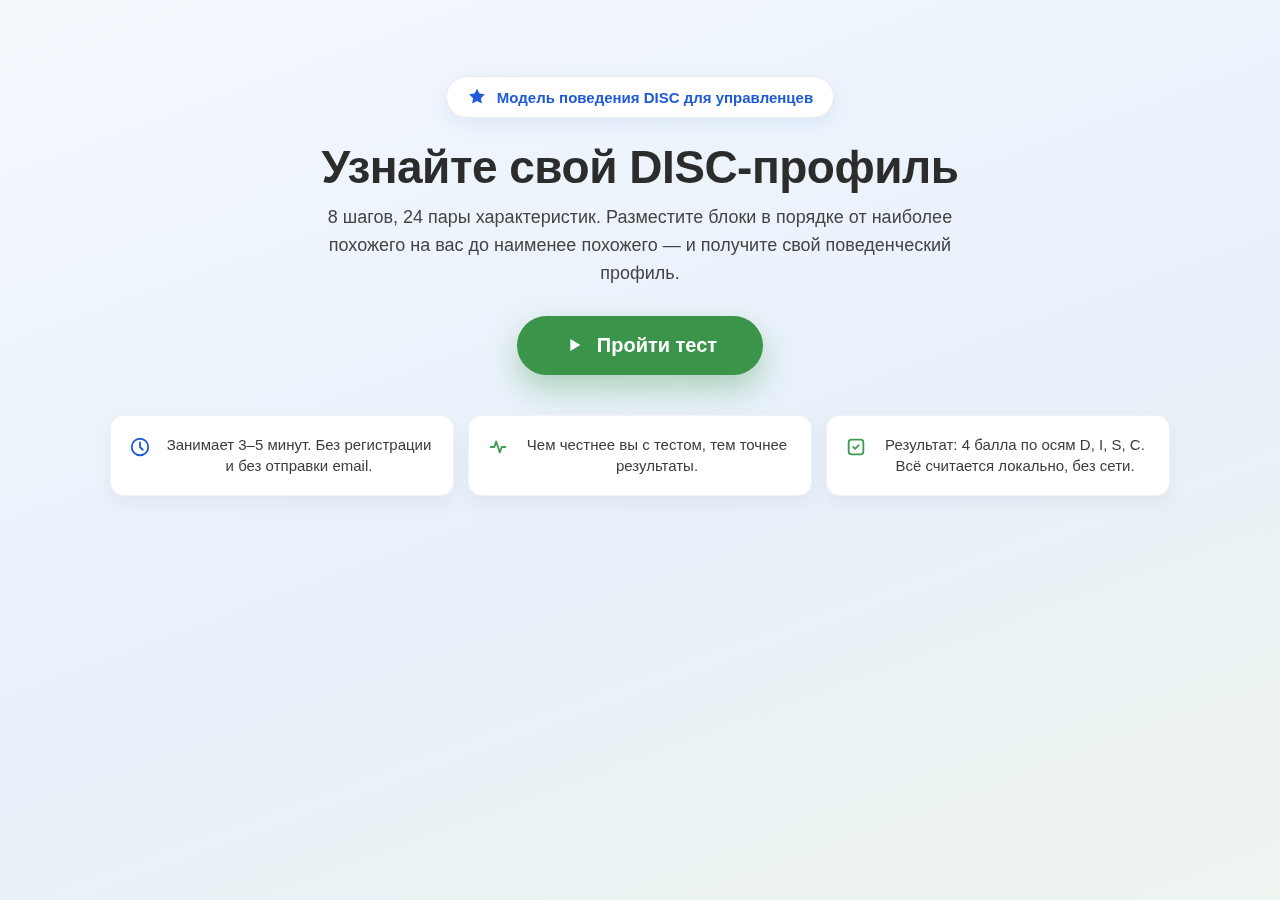 Модель поведения DISC для управленцев
Узнайте свой DISC-профиль
8 шагов, 24 пары характеристик. Разместите блоки в порядке от наиболее
похожего на вас до наименее похожего — и получите свой поведенческий
профиль.
Пройти тест
Занимает 3–5 минут. Без регистрации
и без отправки email.
Чем честнее вы с тестом, тем точнее
результаты.
Результат: 4 балла по осям D, I, S, C.
Всё считается локально, без сети.